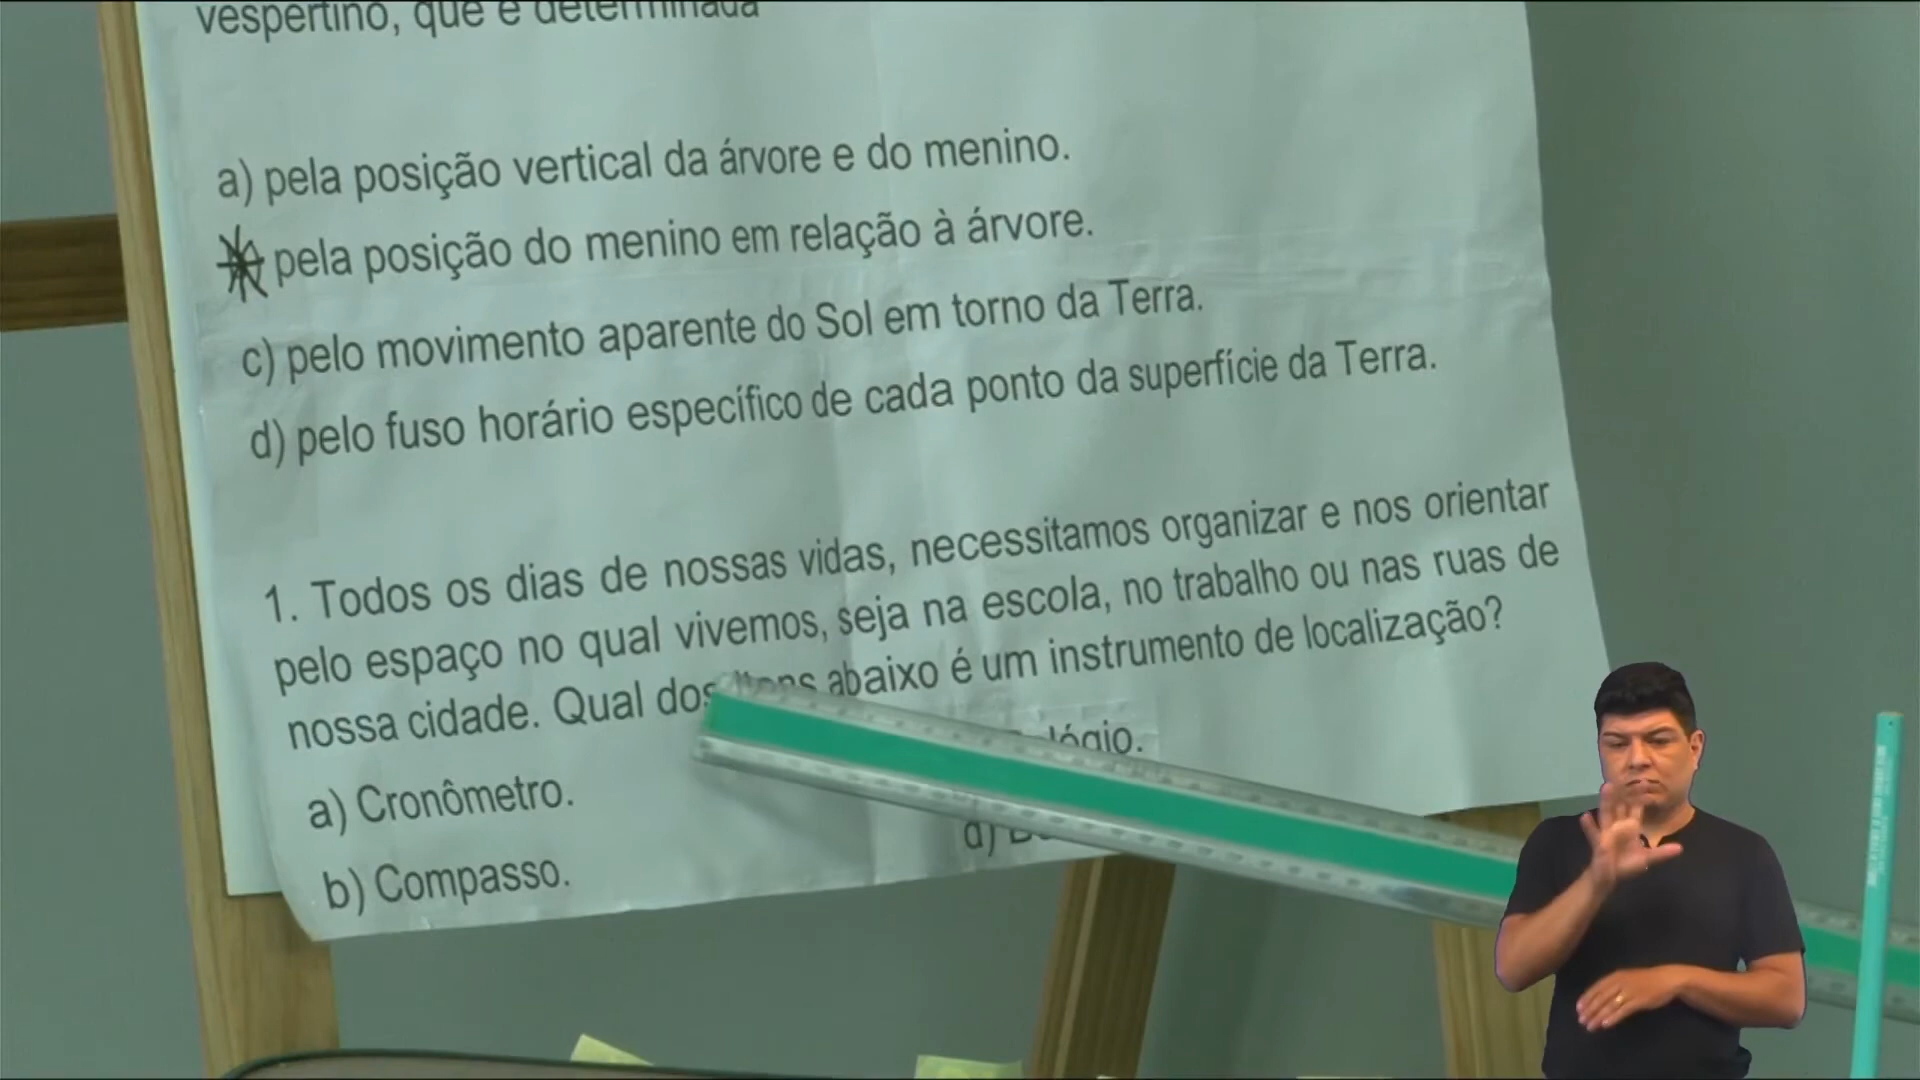 vespertino, que é determinada
a) pela posição vertical da árvore e do menino.
pela posição do menino em relação à árvore.
c) pelo movimento aparente do Sol em torno da Terra.
d) pelo fuso horário específico de cada ponto da superfície da Terra.
1. Todos os dias de nossas vidas, necessitamos organizar e nos orientar
pelo espaço no qual vivemos, seja na escola, no trabalho ou nas ruas de
nossa cidade. Qual dos itens abaixo é um instrumento de localização?
a) Cronômetro.
b) Compasso.
lógio.
d)